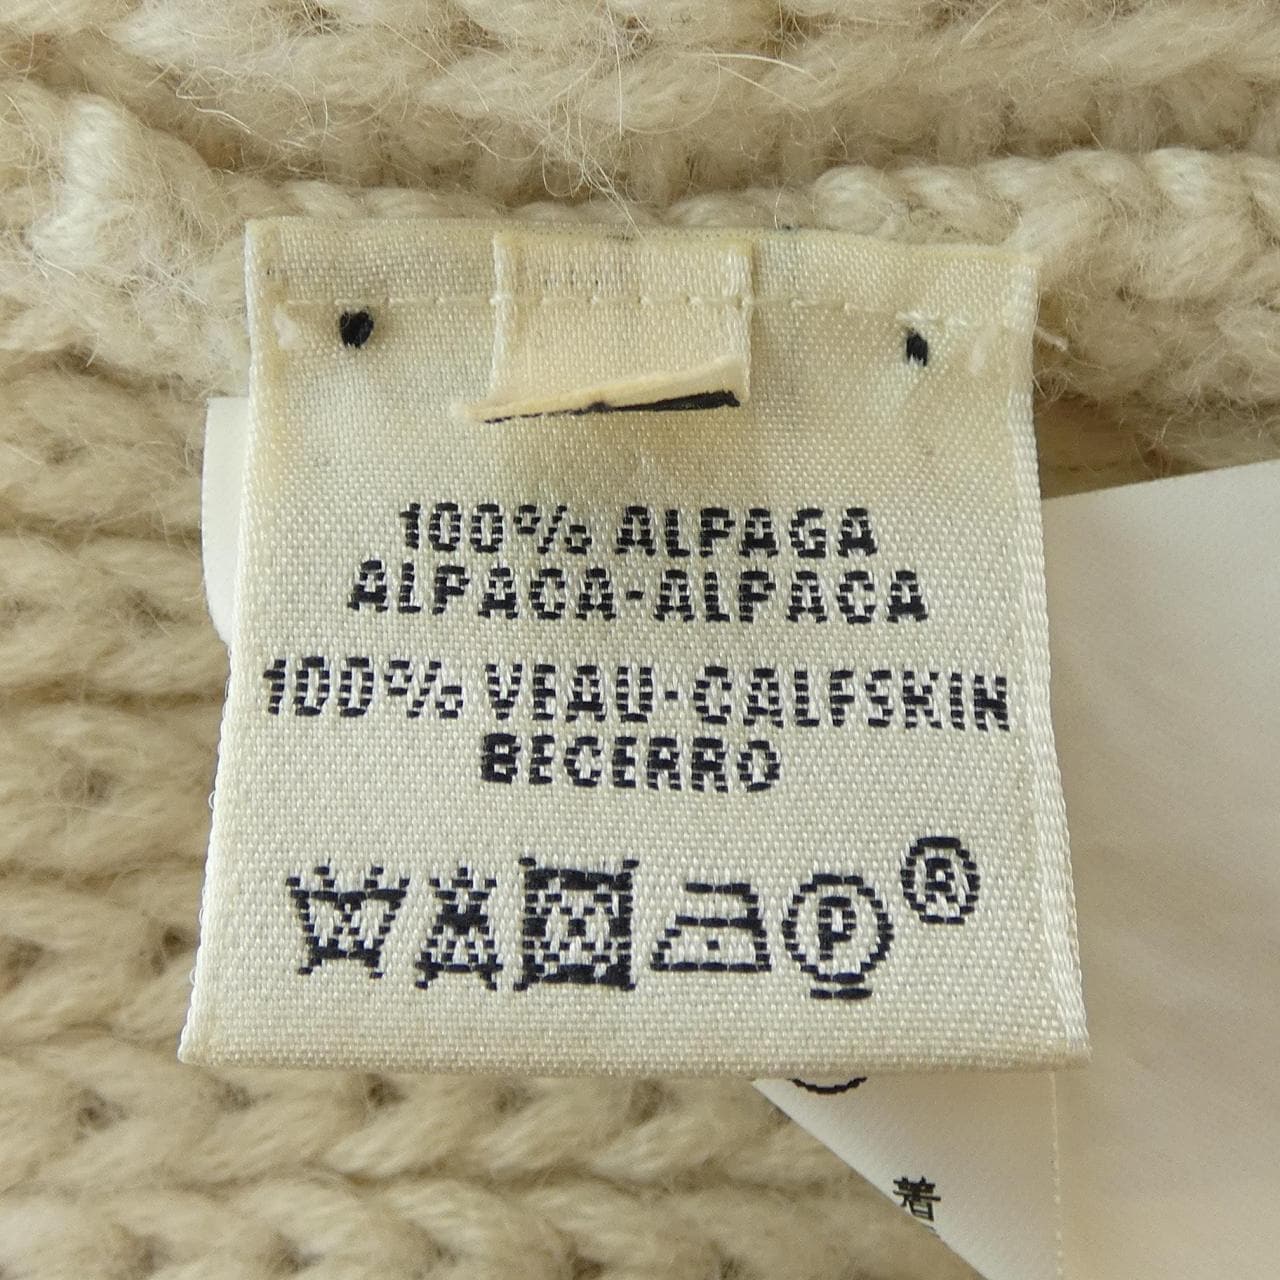 100% ALPAGA
ALPACA-ALPACA
100% VEAU-CALFSKIN
BECERRO
P ®
着